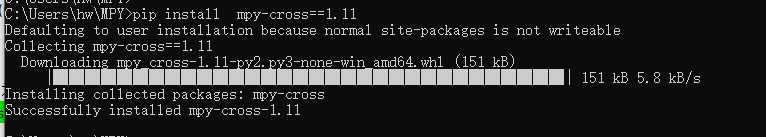 C:\Users\hw\MPY>pip install  mpy-cross==1.11
Defaulting to user installation because normal site-packages is not writeable
Collecting mpy-cross==1.11
  Downloading mpy_cross-1.11-py2.py3-none-win_amd64.whl (151 kB)
     |████████████████████████████████| 151 kB 5.8 kB/s
Installing collected packages: mpy-cross
Successfully installed mpy-cross-1.11